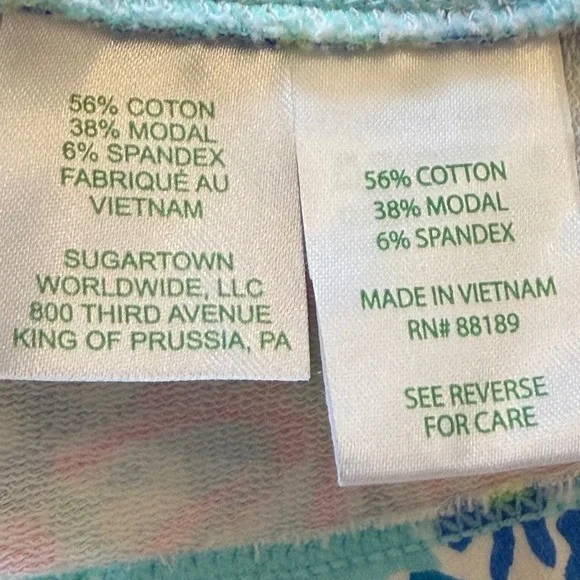 56% COTON
38% MODAL
6% SPANDEX
FABRIQUÉ AU
VIETNAM
SUGARTOWN
WORLDWIDE, LLC
800 THIRD AVENUE
KING OF PRUSSIA, PA
56% COTTON
38% MODAL
6% SPANDEX
MADE IN VIETNAM
RN# 88189
SEE REVERSE
FOR CARE